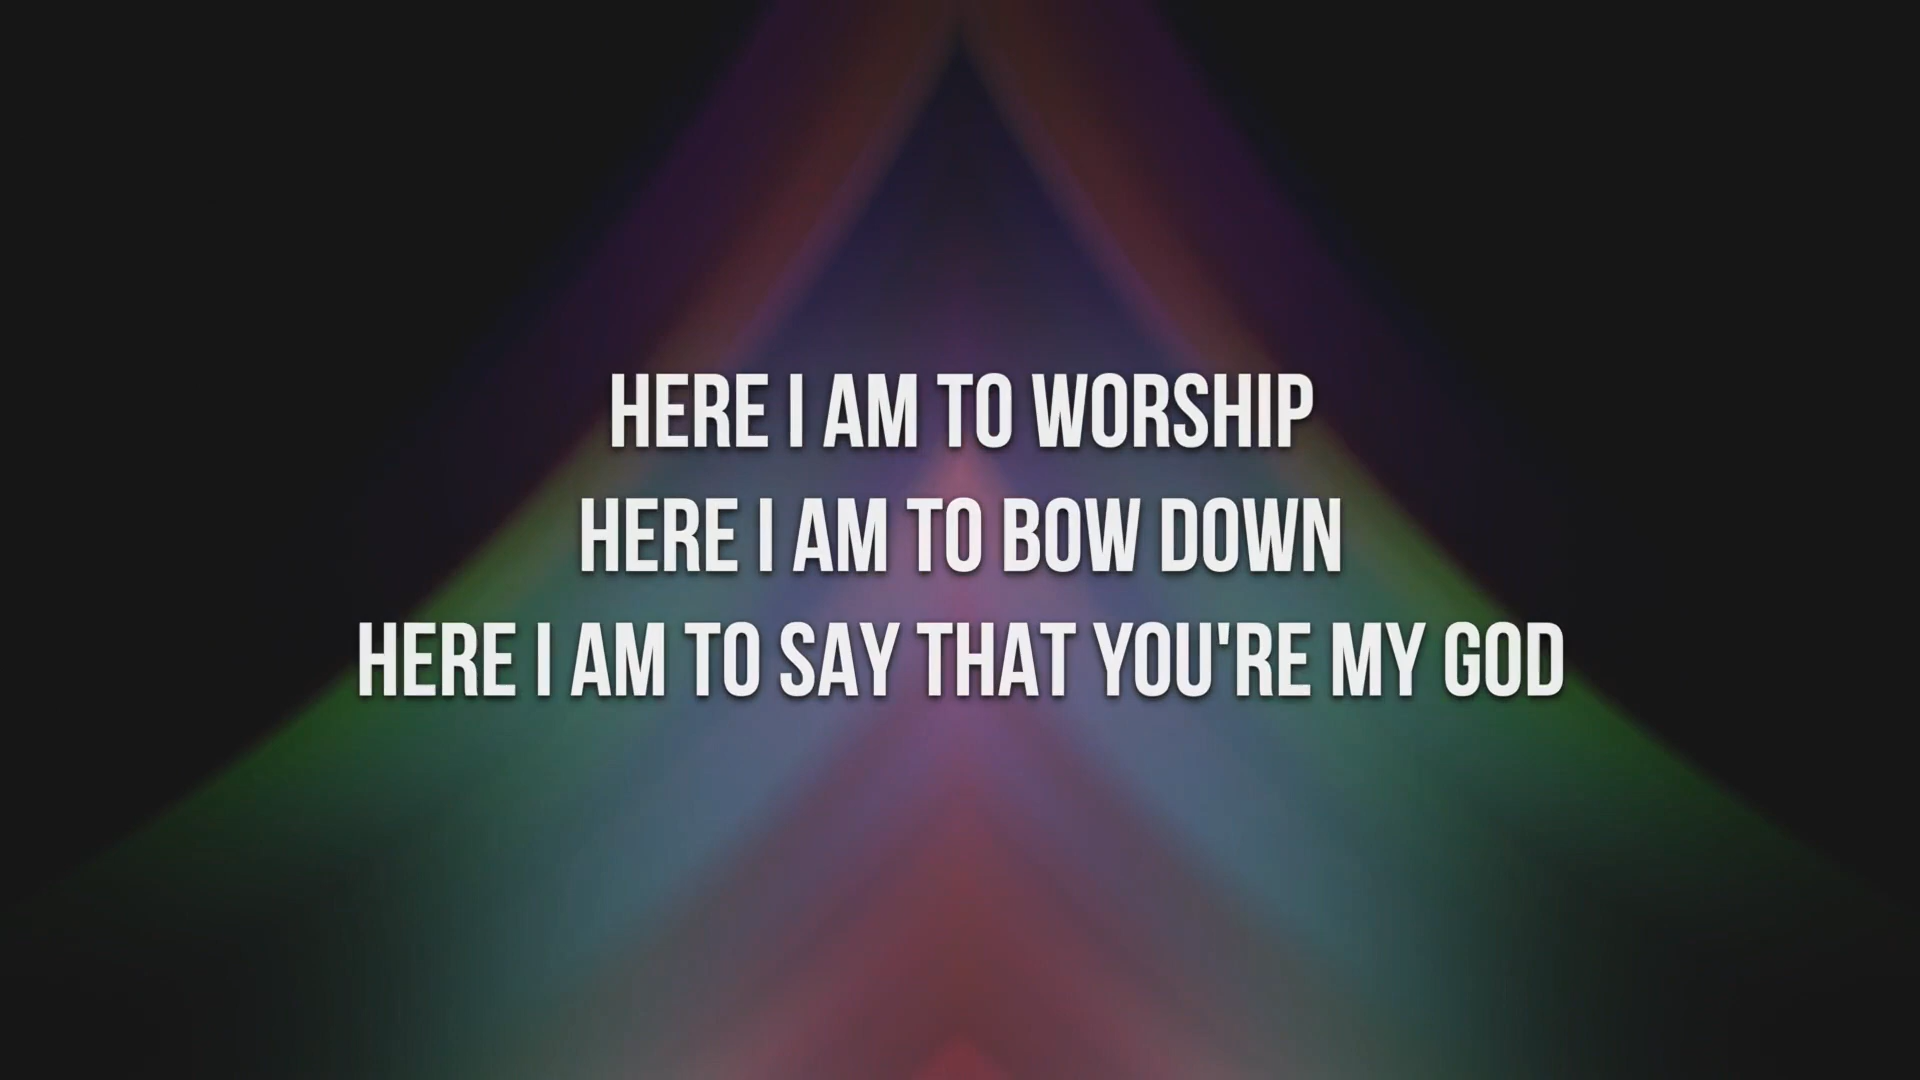 HERE I AM TO WORSHIP
HERE I AM TO BOW DOWN
HERE I AM TO SAY THAT YOU'RE MY GOD